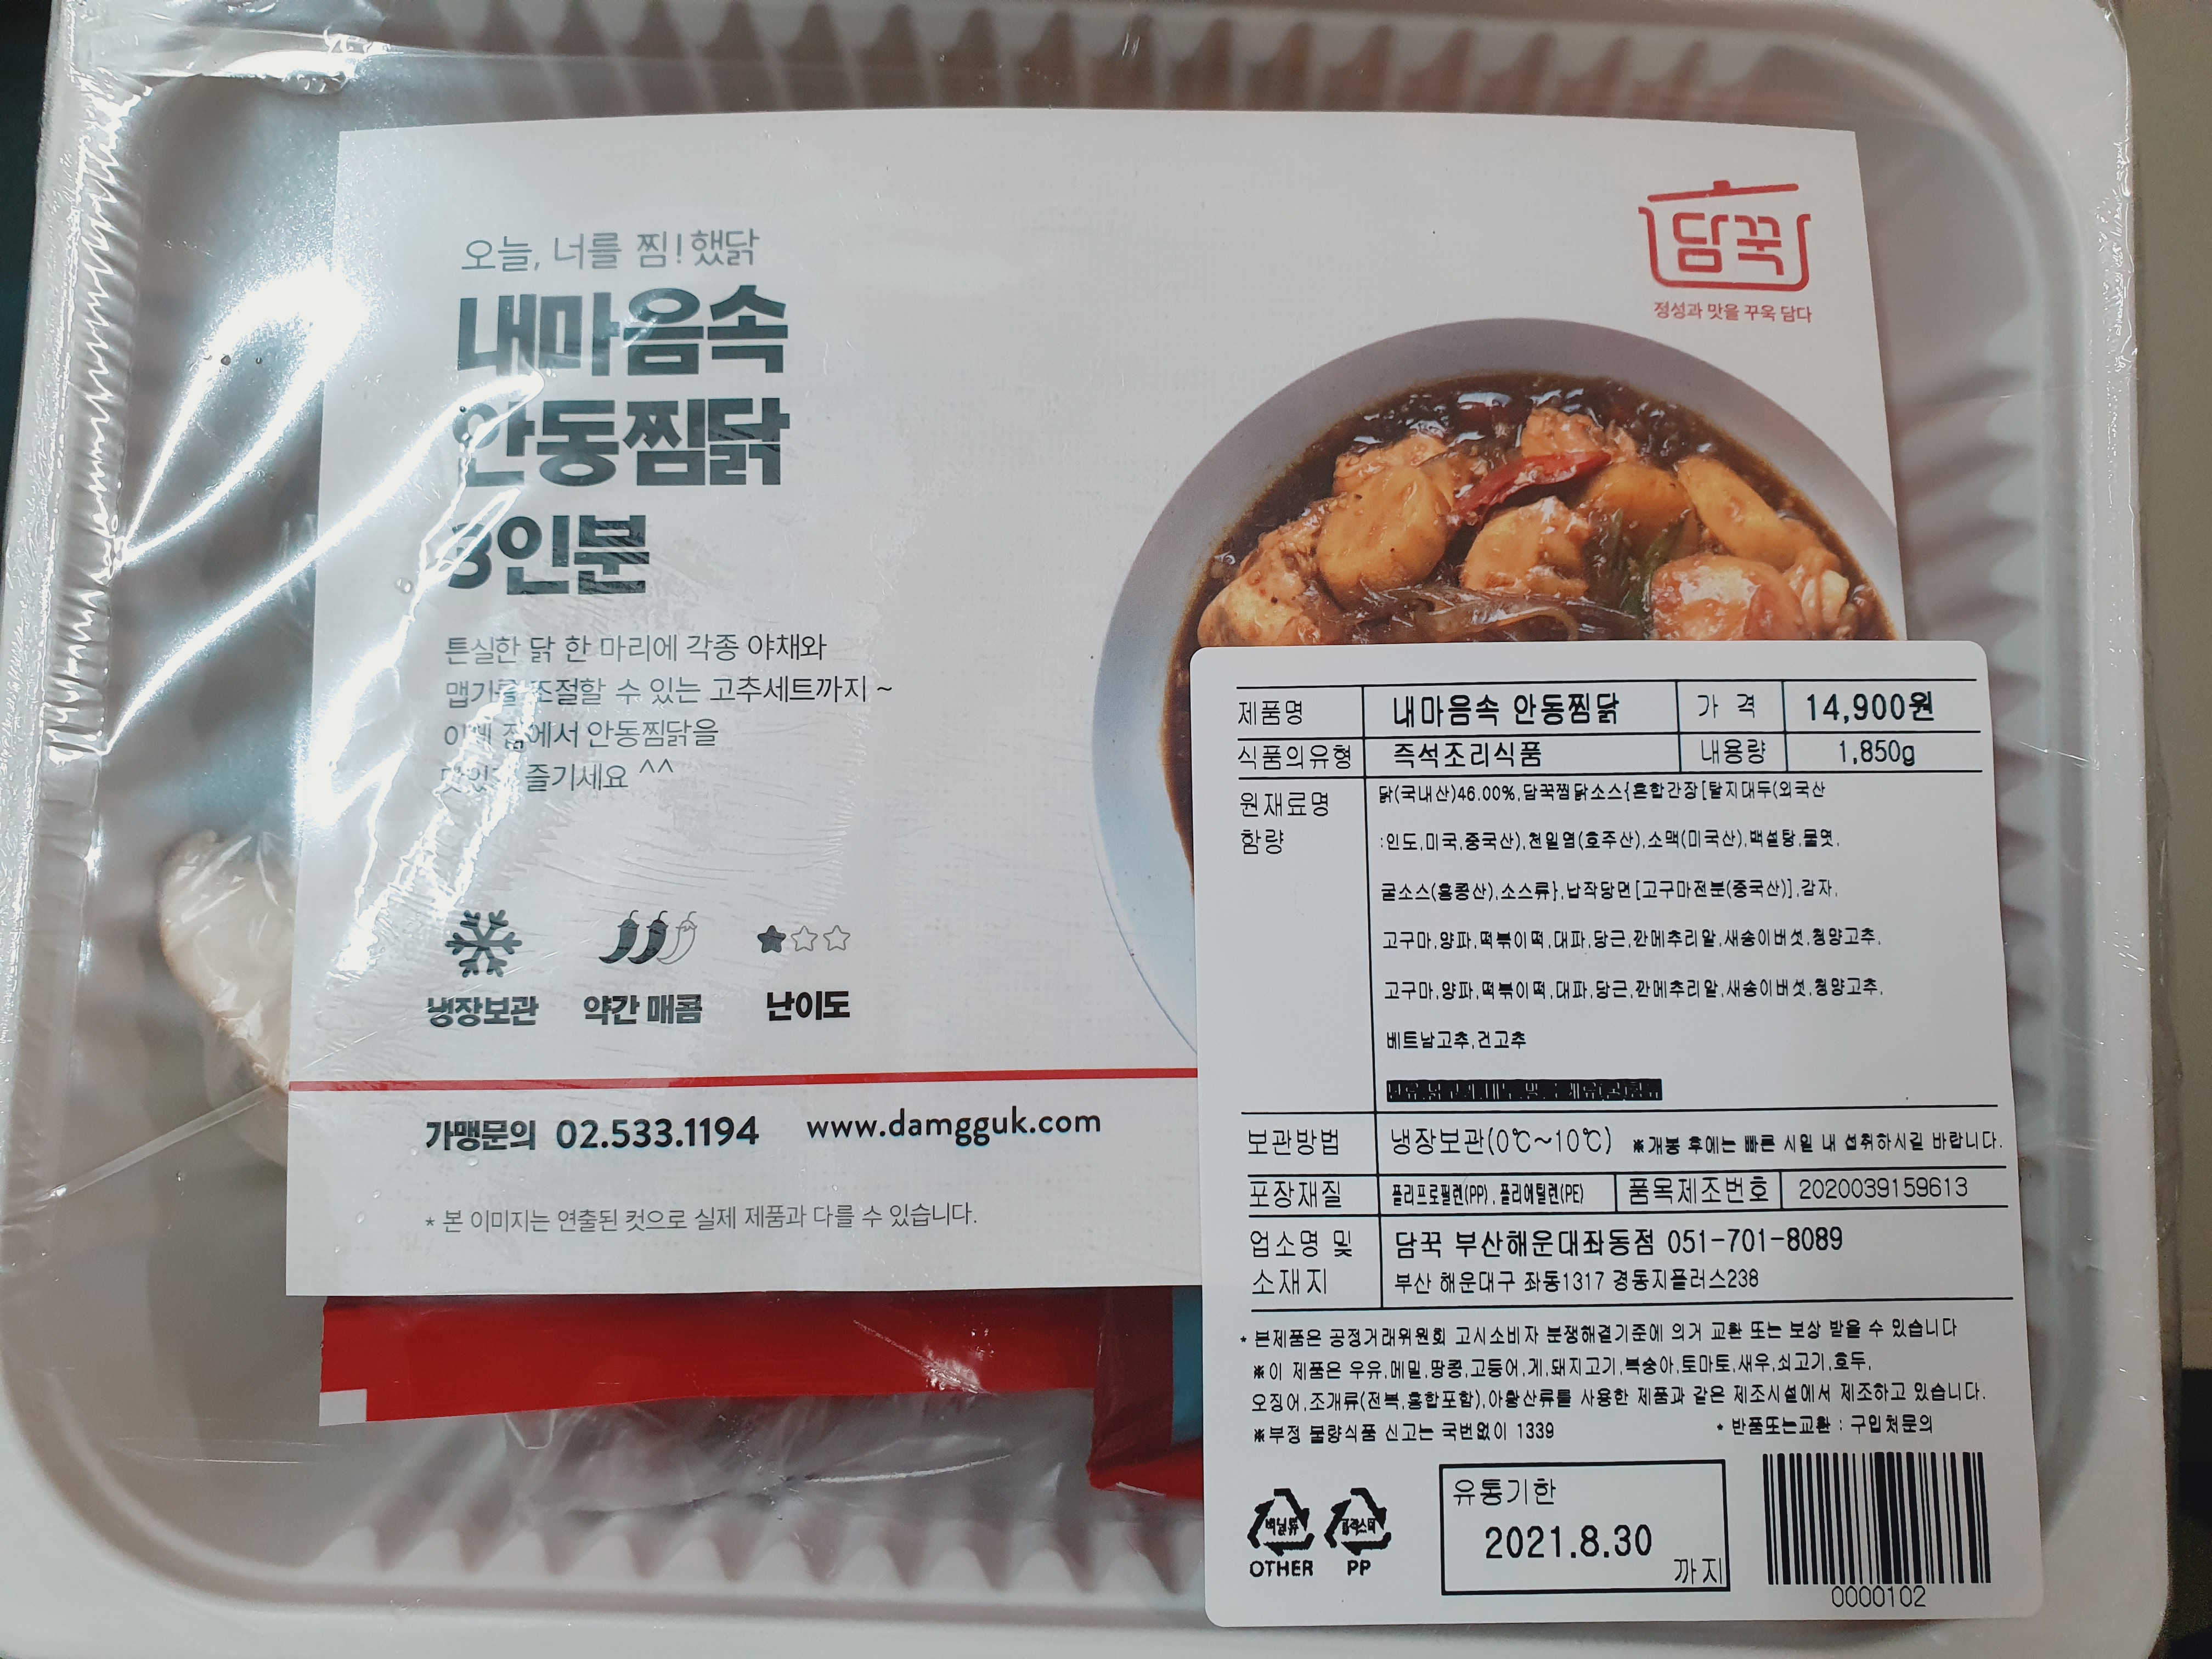 담꾹
정성과 맛을 꾸욱 담다
오늘, 너를 찜! 했닭
내마음속
안동찜닭
3인분
튼실한 닭 한 마리에 각종 야채와
맵기를 조절할 수 있는 고추세트까지 ~
이제 집에서 안동찜닭을
맛있게 즐기세요 ^^
냉장보관 약간 매콤 난이도
가맹문의 02.533.1194 www.damgguk.com
* 본 이미지는 연출된 컷으로 실제 제품과 다를 수 있습니다.
제품명 내마음속 안동찜닭 가 격 14,900원
식품의유형 즉석조리식품 내용량 1,850g
원재료명 함량
닭(국내산)46.00%,담꾹찜닭소스{혼합간장[탈지대두(외국산
:인도,미국,중국산),천일염(호주산),소맥(미국산),백설탕,물엿,
굴소스(홍콩산),소스류},납작당면[고구마전분(중국산)],감자,
고구마,양파,떡볶이떡,대파,당근,깐메추리알,새송이버섯,청양고추,
고구마,양파,떡볶이떡,대파,당근,깐메추리알,새송이버섯,청양고추,
베트남고추,건고추
보관방법 냉장보관(0℃~10℃) ※개봉 후에는 빠른 시일 내 섭취하시길 바랍니다.
포장재질 폴리프로필렌(PP), 폴리에틸렌(PE) 품목제조번호 2020039159613
업소명 및 담꾹 부산해운대좌동점 051-701-8089
소재지 부산 해운대구 좌동1317 경동지플러스238
* 본제품은 공정거래위원회 고시소비자 분쟁해결기준에 의거 교환 또는 보상 받을 수 있습니다
※이 제품은 우유,메밀,땅콩,고등어,게,돼지고기,복숭아,토마토,새우,쇠고기,호두,
오징어,조개류(전복,홍합포함),아황산류를 사용한 제품과 같은 제조시설에서 제조하고 있습니다.
※부정 불량식품 신고는 국번없이 1339 * 반품또는교환 : 구입처문의
비닐류 플라스틱
OTHER PP
유통기한
2021.8.30
까지
0000102